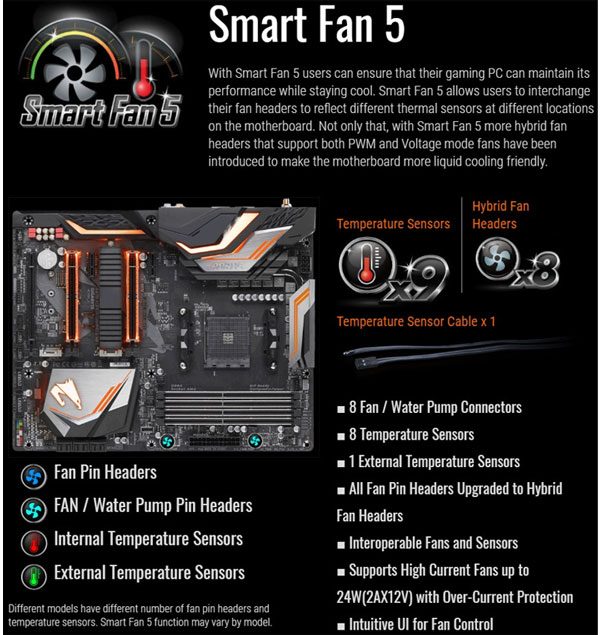 Smart Fan 5
Smart Fan 5
With Smart Fan 5 users can ensure that their gaming PC can maintain its
performance while staying cool. Smart Fan 5 allows users to interchange
their fan headers to reflect different thermal sensors at different locations
on the motherboard. Not only that, with Smart Fan 5 more hybrid fan
headers that support both PWM and Voltage mode fans have been
introduced to make the motherboard more liquid cooling friendly.
Temperature Sensors
x9
Hybrid Fan
Headers
x8
Temperature Sensor Cable x 1
■ 8 Fan / Water Pump Connectors
■ 8 Temperature Sensors
■ 1 External Temperature Sensors
■ All Fan Pin Headers Upgraded to Hybrid
Fan Headers
■ Interoperable Fans and Sensors
■ Supports High Current Fans up to
24W(2AX12V) with Over-Current Protection
■ Intuitive UI for Fan Control
Fan Pin Headers
FAN / Water Pump Pin Headers
Internal Temperature Sensors
External Temperature Sensors
Different models have different number of fan pin headers and
temperature sensors. Smart Fan 5 function may vary by model.